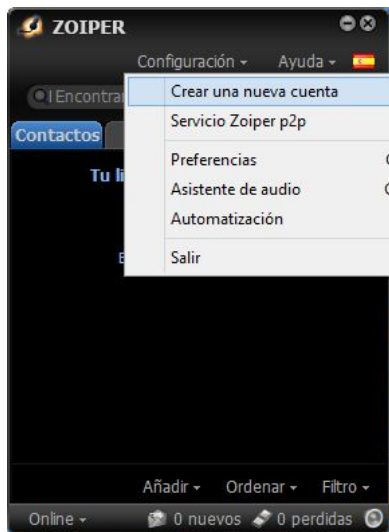 ZOIPER
Configuración Ayuda
Encontrar
Crear una nueva cuenta
Servicio Zoiper p2p
Contactos
Preferencias
Tu li
Asistente de audio
Automatización
Salir
Añadir Ordenar Filtro
Online 0 nuevos 0 perdidas